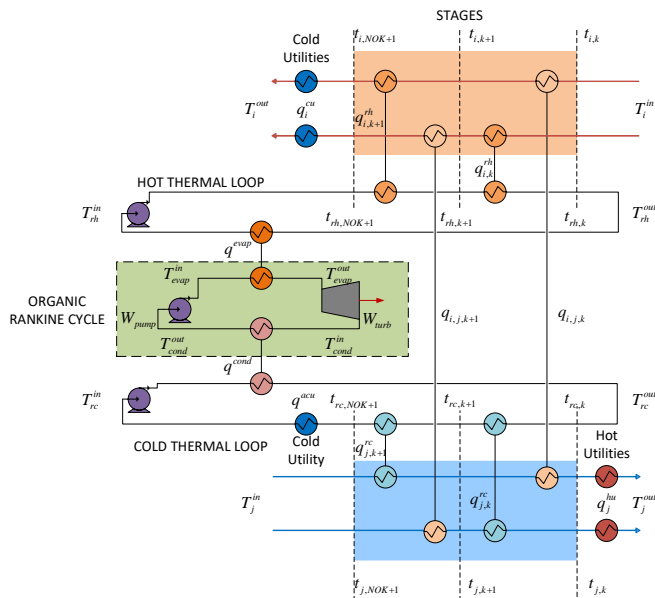 STAGES
t_{i,NOK+1} t_{i,k+1} t_{i,k}
Cold
Utilities
T_i^{out} q_i^{cu} q_{i,k+1}^{rh} T_i^{in}
q_{i,k}^{rh}
HOT THERMAL LOOP
T_{rh}^{in} t_{rh,NOK+1} t_{rh,k+1} t_{rh,k} T_{rh}^{out}
q^{evap}
T_{evap}^{in} T_{evap}^{out}
ORGANIC
RANKINE CYCLE
W_{pump} W_{turb} q_{i,j,k+1} q_{i,j,k}
T_{cond}^{out} T_{cond}^{in}
q^{cond}
T_{rc}^{in} q^{acu} t_{rc,NOK+1} t_{rc,k+1} t_{rc,k} T_{rc}^{out}
COLD THERMAL LOOP
Cold
Utility
q_{j,k+1}^{rc}
Hot
Utilities
T_j^{in} q_{j,k}^{rc} q_j^{hu} T_j^{out}
t_{j,NOK+1} t_{j,k+1} t_{j,k}